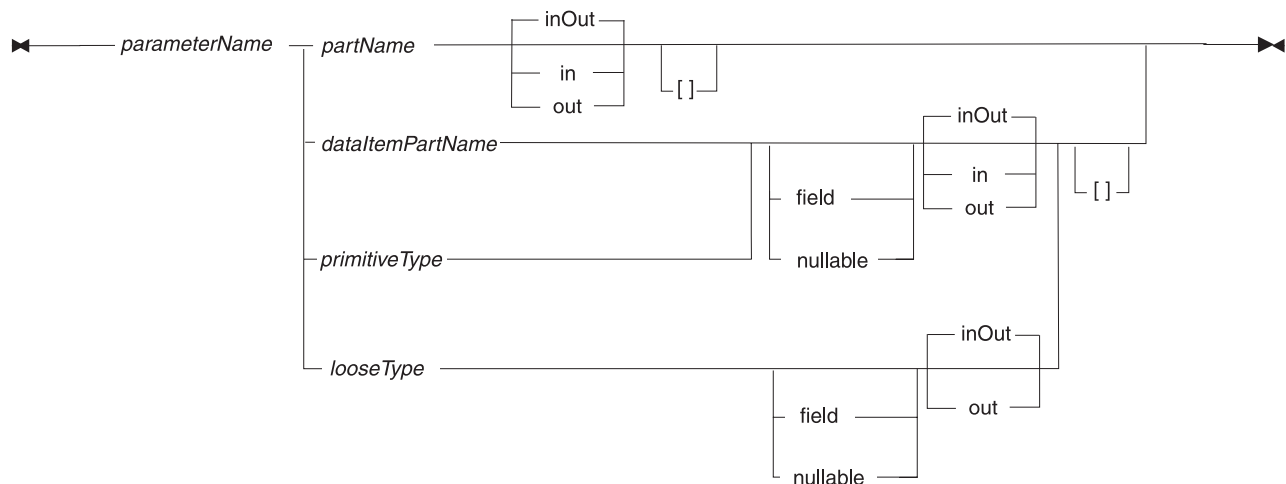 inOut
parameterName partName
in
[ ]
out
inOut
dataItemPartName
in
field
[ ]
out
primitiveType
nullable
inOut
looseType
out
field
nullable